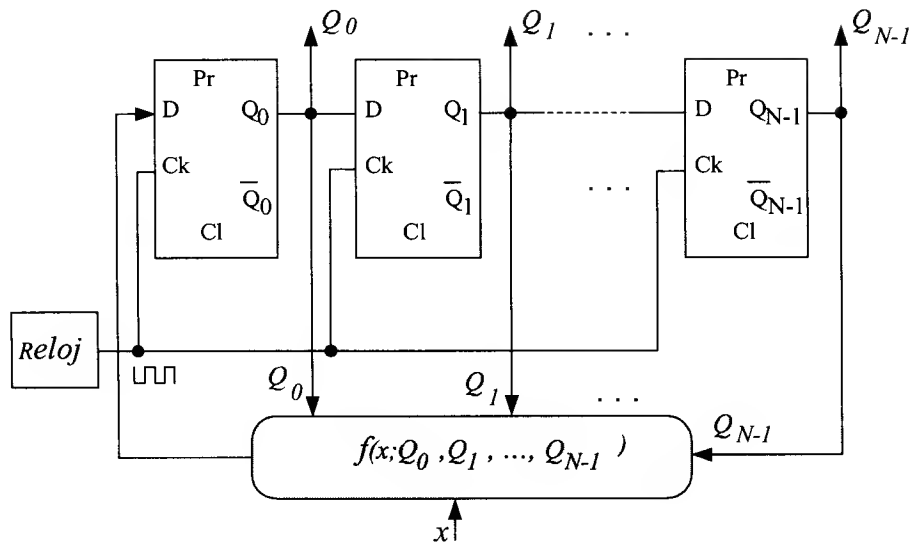 Q0 Q1 . . . QN-1
Pr Pr Pr
D Q0 D Q1 D QN-1
Ck Ck . . . Ck
Q̅0 Q̅1 Q̅N-1
Cl Cl Cl
Reloj
Q0 Q1 . . .
QN-1
f(x;Q0 ,Q1 , ..., QN-1 )
x